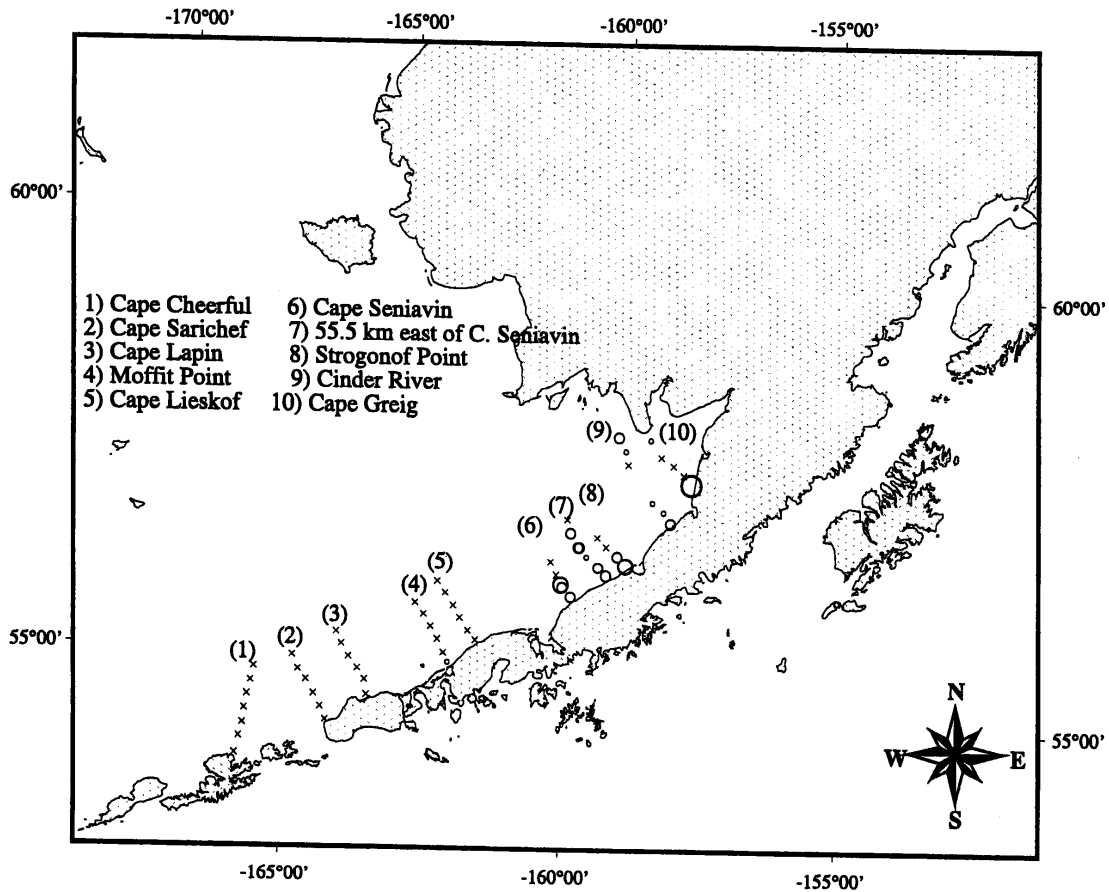 -170°00' -165°00' -160°00' -155°00'
60°00'
1) Cape Cheerful 6) Cape Seniavin
60°00'
2) Cape Sarichef 7) 55.5 km east of C. Seniavin
3) Cape Lapin 8) Strogonof Point
4) Moffit Point 9) Cinder River
5) Cape Lieskof 10) Cape Greig
(9) (10)
(8)
(7)
(6)
(5)
(4)
(3)
(2)
(1)
55°00'
N
W E
S
55°00'
-165°00' -160°00' -155°00'